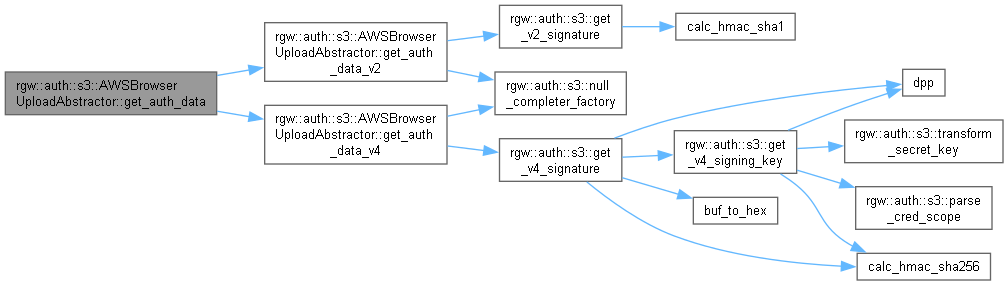 rgw::auth::s3::AWSBrowser
UploadAbstractor::get_auth_data
rgw::auth::s3::AWSBrowser
UploadAbstractor::get_auth
_data_v2
rgw::auth::s3::get
_v2_signature
calc_hmac_sha1
rgw::auth::s3::null
_completer_factory
rgw::auth::s3::AWSBrowser
UploadAbstractor::get_auth
_data_v4
rgw::auth::s3::get
_v4_signature
dpp
rgw::auth::s3::get
_v4_signing_key
rgw::auth::s3::transform
_secret_key
rgw::auth::s3::parse
_cred_scope
buf_to_hex
calc_hmac_sha256